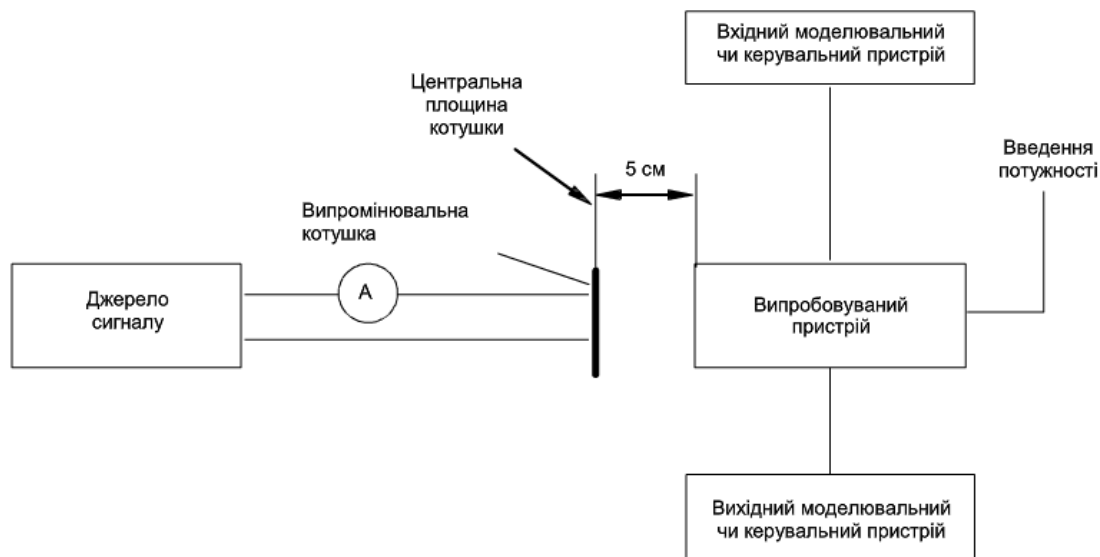 Вхідний моделювальний
чи керувальний пристрій
Центральна
площина
котушки
Введення
потужності
5 см
Випромінювальна
котушка
Джерело
сигналу
А
Випробовуваний
пристрій
Вихідний моделювальний
чи керувальний пристрій